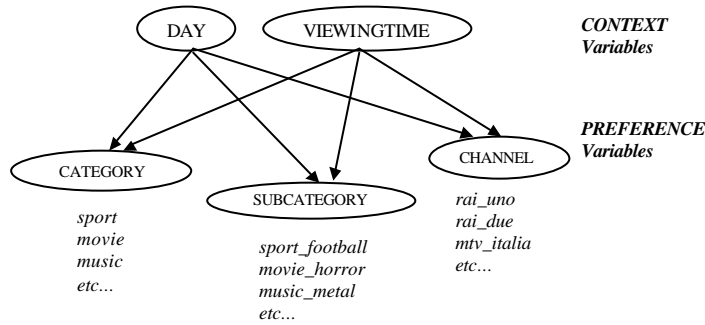 DAY
VIEWINGTIME
CONTEXT
Variables
PREFERENCE
Variables
CATEGORY
SUBCATEGORY
CHANNEL
sport
movie
music
etc...
sport_football
movie_horror
music_metal
etc...
rai_uno
rai_due
mtv_italia
etc...